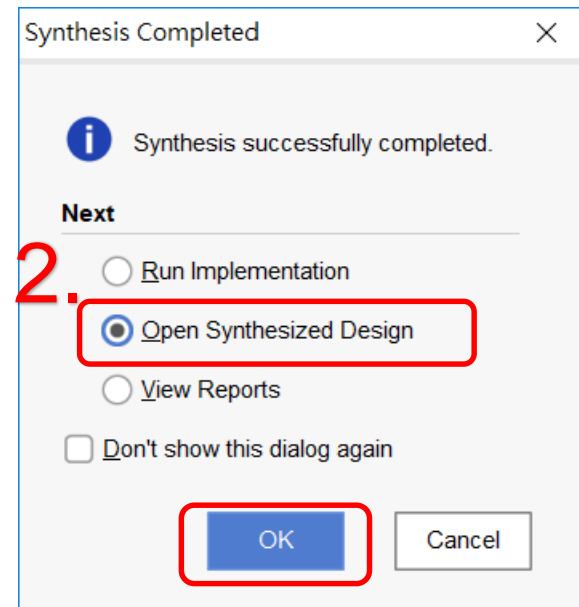 Synthesis Completed
Synthesis successfully completed.
Next
2.
Run Implementation
Open Synthesized Design
View Reports
Don't show this dialog again
OK
Cancel